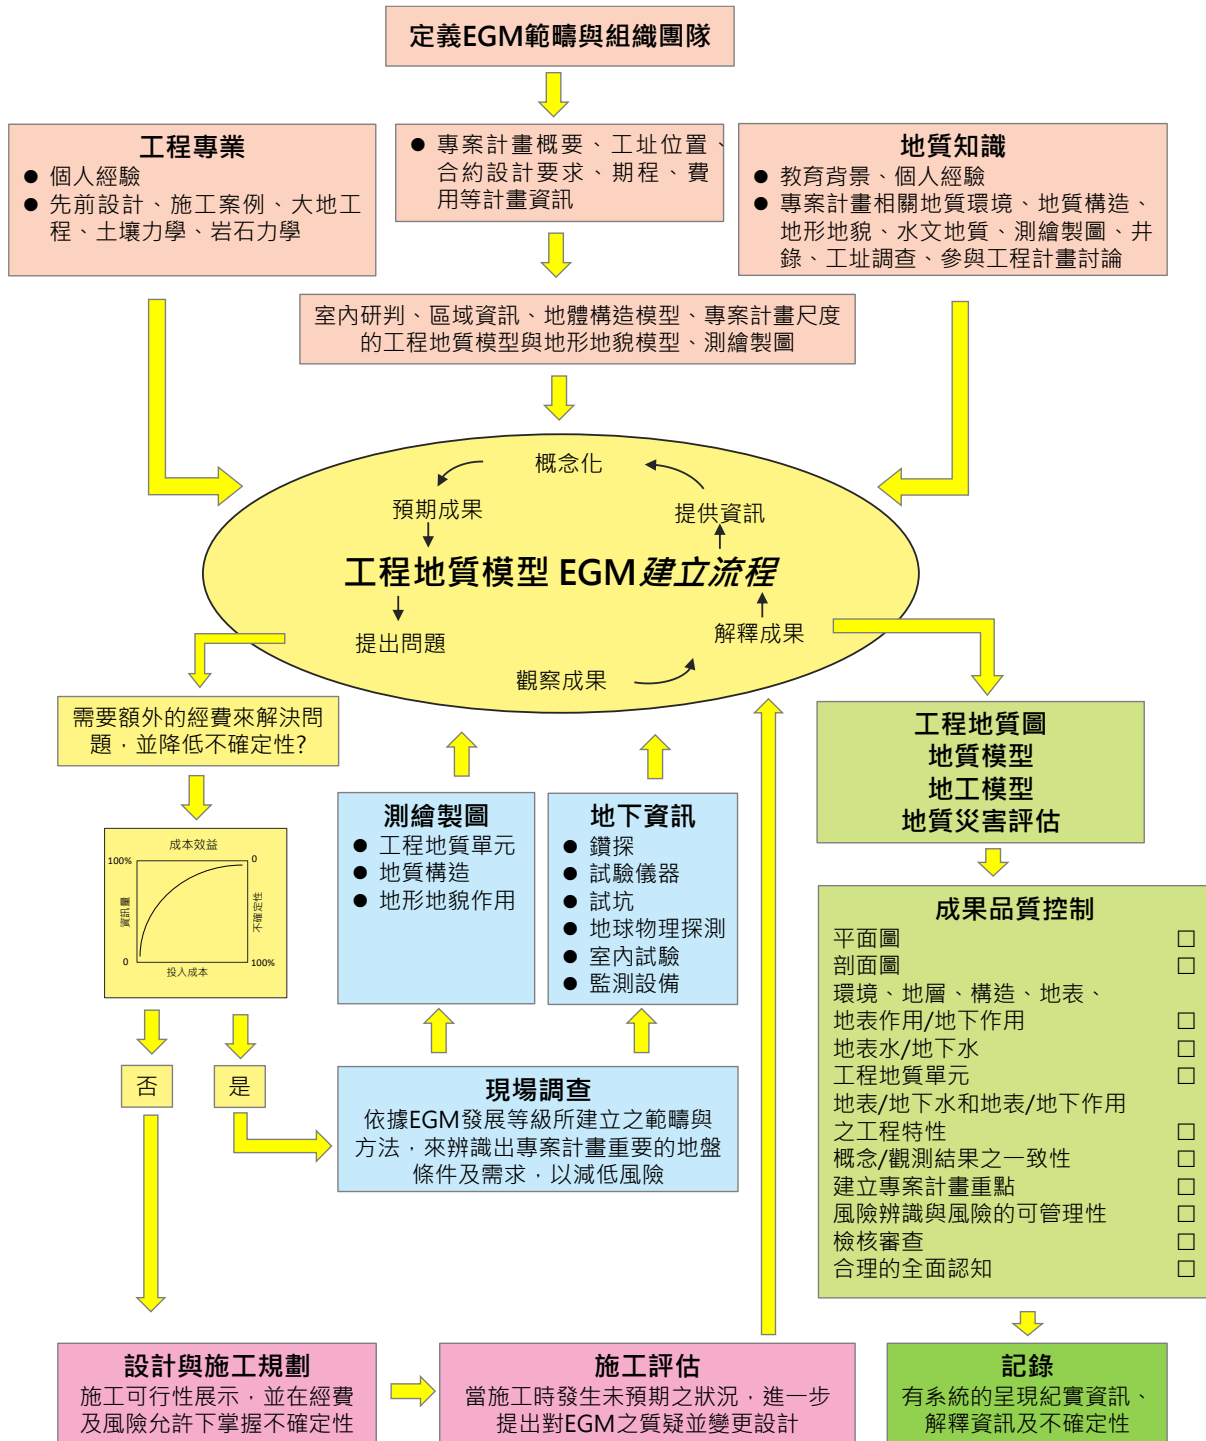 定義EGM範疇與組織團隊
工程專業
● 個人經驗
● 先前設計、施工案例、大地工
程、土壤力學、岩石力學
● 專案計畫概要、工址位置、
合約設計要求、期程、費
用等計畫資訊
地質知識
● 教育背景、個人經驗
● 專案計畫相關地質環境、地質構造、
地形地貌、水文地質、測繪製圖、井
錄、工址調查、參與工程計畫討論
室內研判、區域資訊、地體構造模型、專案計畫尺度
的工程地質模型與地形地貌模型、測繪製圖
概念化
預期成果
提供資訊
工程地質模型 EGM建立流程
提出問題
解釋成果
觀察成果
需要額外的經費來解決問
題，並降低不確定性?
成本效益
100%
0
資訊量
不確定性
0
100%
投入成本
否
是
測繪製圖
● 工程地質單元
● 地質構造
● 地形地貌作用
地下資訊
● 鑽探
● 試驗儀器
● 試坑
● 地球物理探測
● 室內試驗
● 監測設備
現場調查
依據EGM發展等級所建立之範疇與
方法，來辨識出專案計畫重要的地盤
條件及需求，以減低風險
工程地質圖
地質模型
地工模型
地質災害評估
成果品質控制
平面圖 □
剖面圖 □
環境、地層、構造、地表、
地表作用/地下作用 □
地表水/地下水 □
工程地質單元 □
地表/地下水和地表/地下作用
之工程特性 □
概念/觀測結果之一致性 □
建立專案計畫重點 □
風險辨識與風險的可管理性 □
檢核審查 □
合理的全面認知 □
設計與施工規劃
施工可行性展示，並在經費
及風險允許下掌握不確定性
施工評估
當施工時發生未預期之狀況，進一步
提出對EGM之質疑並變更設計
記錄
有系統的呈現紀實資訊、
解釋資訊及不確定性